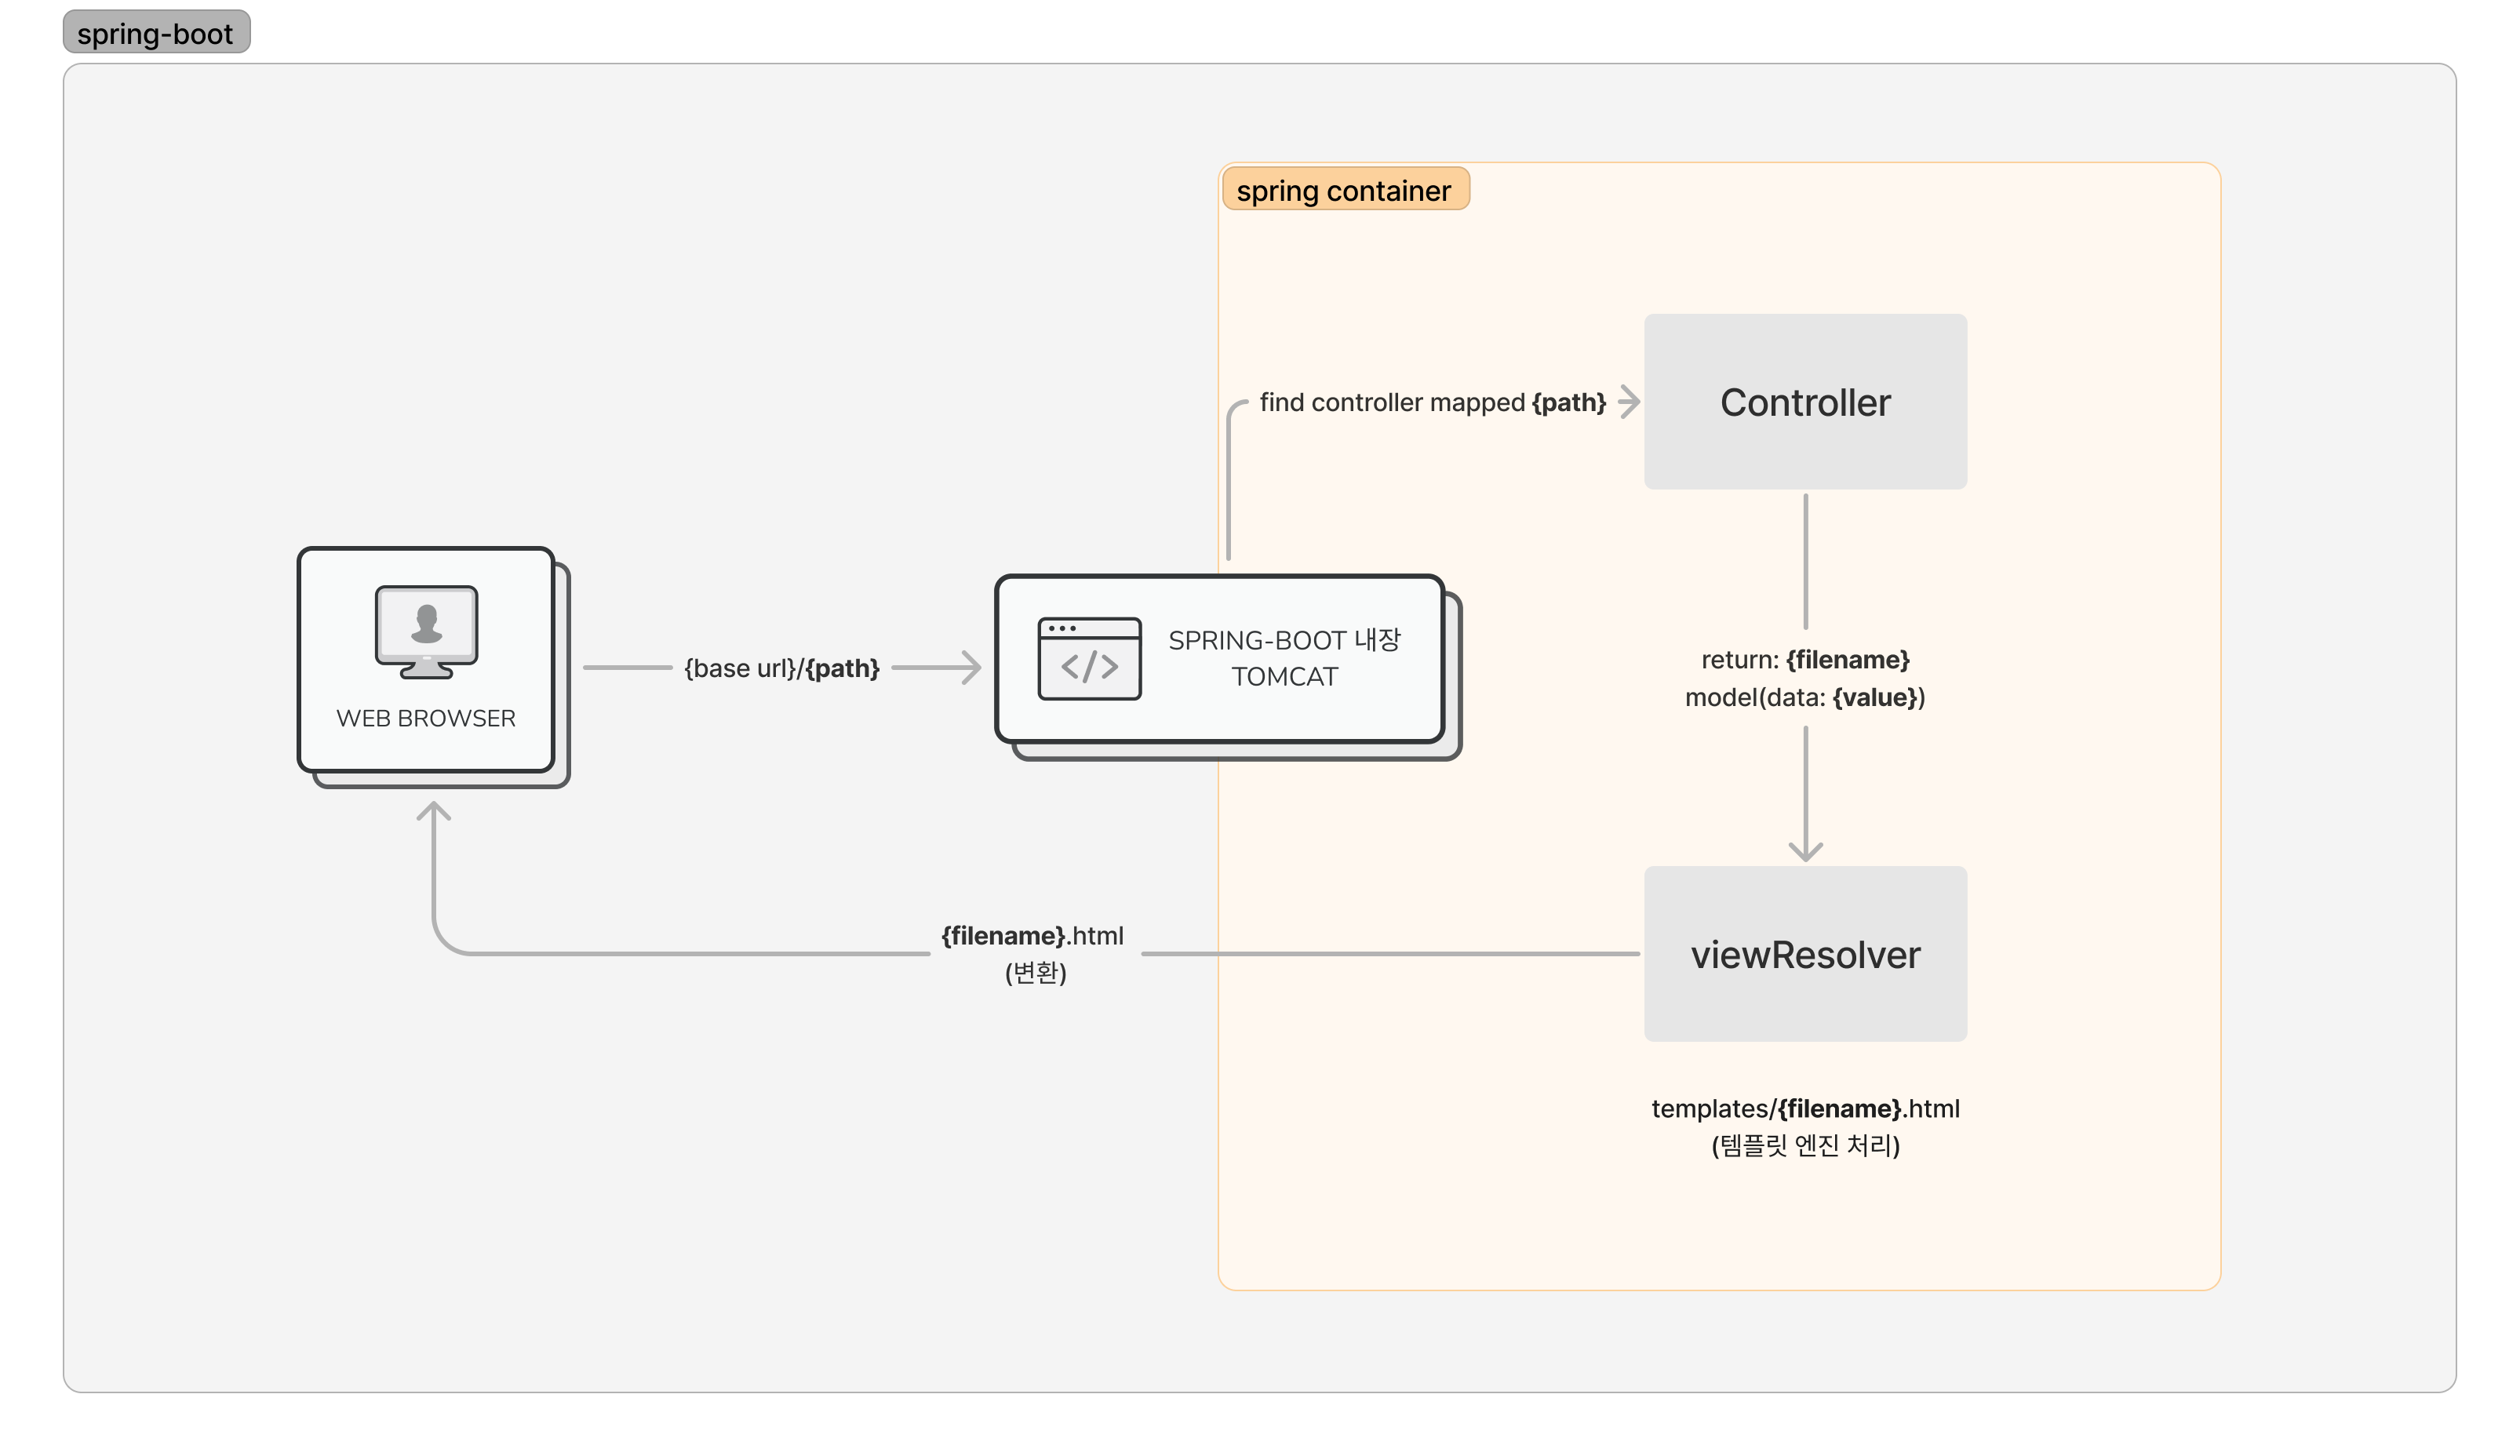 spring-boot
spring container
find controller mapped {path}
Controller
WEB BROWSER
{base url}/{path}
SPRING-BOOT 내장
TOMCAT
return: {filename}
model(data: {value})
{filename}.html
(변환)
viewResolver
templates/{filename}.html
(템플릿 엔진 처리)